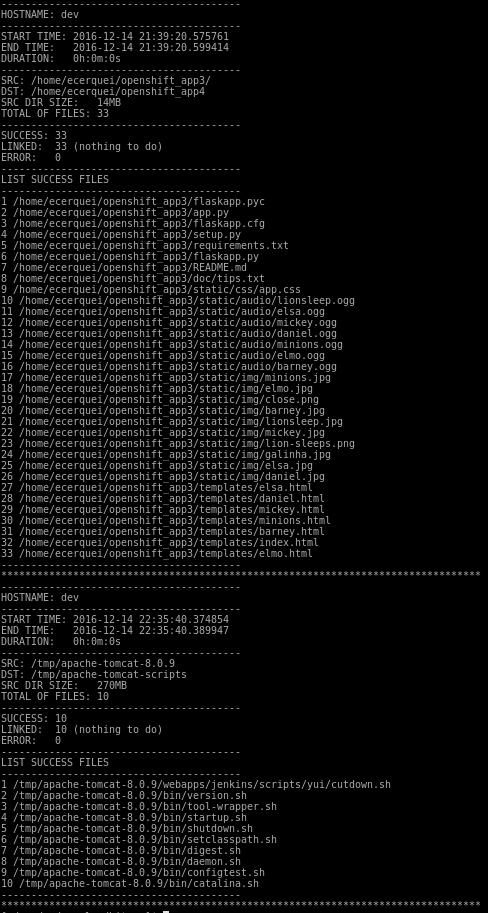 ----------------------------------------
HOSTNAME: dev
----------------------------------------
START TIME: 2016-12-14 21:39:20.575761
END TIME:   2016-12-14 21:39:20.599414
DURATION:   0h:0m:0s
----------------------------------------
SRC: /home/ecerquei/openshift_app3/
DST: /home/ecerquei/openshift_app4
SRC DIR SIZE:   14MB
TOTAL OF FILES: 33
----------------------------------------
SUCCESS: 33
LINKED:  33 (nothing to do)
ERROR:   0
----------------------------------------
LIST SUCCESS FILES
----------------------------------------
1 /home/ecerquei/openshift_app3/flaskapp.pyc
2 /home/ecerquei/openshift_app3/app.py
3 /home/ecerquei/openshift_app3/flaskapp.cfg
4 /home/ecerquei/openshift_app3/setup.py
5 /home/ecerquei/openshift_app3/requirements.txt
6 /home/ecerquei/openshift_app3/flaskapp.py
7 /home/ecerquei/openshift_app3/README.md
8 /home/ecerquei/openshift_app3/doc/tips.txt
9 /home/ecerquei/openshift_app3/static/css/app.css
10 /home/ecerquei/openshift_app3/static/audio/lionsleep.ogg
11 /home/ecerquei/openshift_app3/static/audio/elsa.ogg
12 /home/ecerquei/openshift_app3/static/audio/mickey.ogg
13 /home/ecerquei/openshift_app3/static/audio/daniel.ogg
14 /home/ecerquei/openshift_app3/static/audio/minions.ogg
15 /home/ecerquei/openshift_app3/static/audio/elmo.ogg
16 /home/ecerquei/openshift_app3/static/audio/barney.ogg
17 /home/ecerquei/openshift_app3/static/img/minions.jpg
18 /home/ecerquei/openshift_app3/static/img/elmo.jpg
19 /home/ecerquei/openshift_app3/static/img/close.png
20 /home/ecerquei/openshift_app3/static/img/barney.jpg
21 /home/ecerquei/openshift_app3/static/img/lionsleep.jpg
22 /home/ecerquei/openshift_app3/static/img/mickey.jpg
23 /home/ecerquei/openshift_app3/static/img/lion-sleeps.png
24 /home/ecerquei/openshift_app3/static/img/galinha.jpg
25 /home/ecerquei/openshift_app3/static/img/elsa.jpg
26 /home/ecerquei/openshift_app3/static/img/daniel.jpg
27 /home/ecerquei/openshift_app3/templates/elsa.html
28 /home/ecerquei/openshift_app3/templates/daniel.html
29 /home/ecerquei/openshift_app3/templates/mickey.html
30 /home/ecerquei/openshift_app3/templates/minions.html
31 /home/ecerquei/openshift_app3/templates/barney.html
32 /home/ecerquei/openshift_app3/templates/index.html
33 /home/ecerquei/openshift_app3/templates/elmo.html
----------------------------------------
********************************************************************************
----------------------------------------
HOSTNAME: dev
----------------------------------------
START TIME: 2016-12-14 22:35:40.374854
END TIME:   2016-12-14 22:35:40.389947
DURATION:   0h:0m:0s
----------------------------------------
SRC: /tmp/apache-tomcat-8.0.9
DST: /tmp/apache-tomcat-scripts
SRC DIR SIZE:   270MB
TOTAL OF FILES: 10
----------------------------------------
SUCCESS: 10
LINKED:  10 (nothing to do)
ERROR:   0
----------------------------------------
LIST SUCCESS FILES
----------------------------------------
1 /tmp/apache-tomcat-8.0.9/webapps/jenkins/scripts/yui/cutdown.sh
2 /tmp/apache-tomcat-8.0.9/bin/version.sh
3 /tmp/apache-tomcat-8.0.9/bin/tool-wrapper.sh
4 /tmp/apache-tomcat-8.0.9/bin/startup.sh
5 /tmp/apache-tomcat-8.0.9/bin/shutdown.sh
6 /tmp/apache-tomcat-8.0.9/bin/setclasspath.sh
7 /tmp/apache-tomcat-8.0.9/bin/digest.sh
8 /tmp/apache-tomcat-8.0.9/bin/daemon.sh
9 /tmp/apache-tomcat-8.0.9/bin/configtest.sh
10 /tmp/apache-tomcat-8.0.9/bin/catalina.sh
----------------------------------------
********************************************************************************